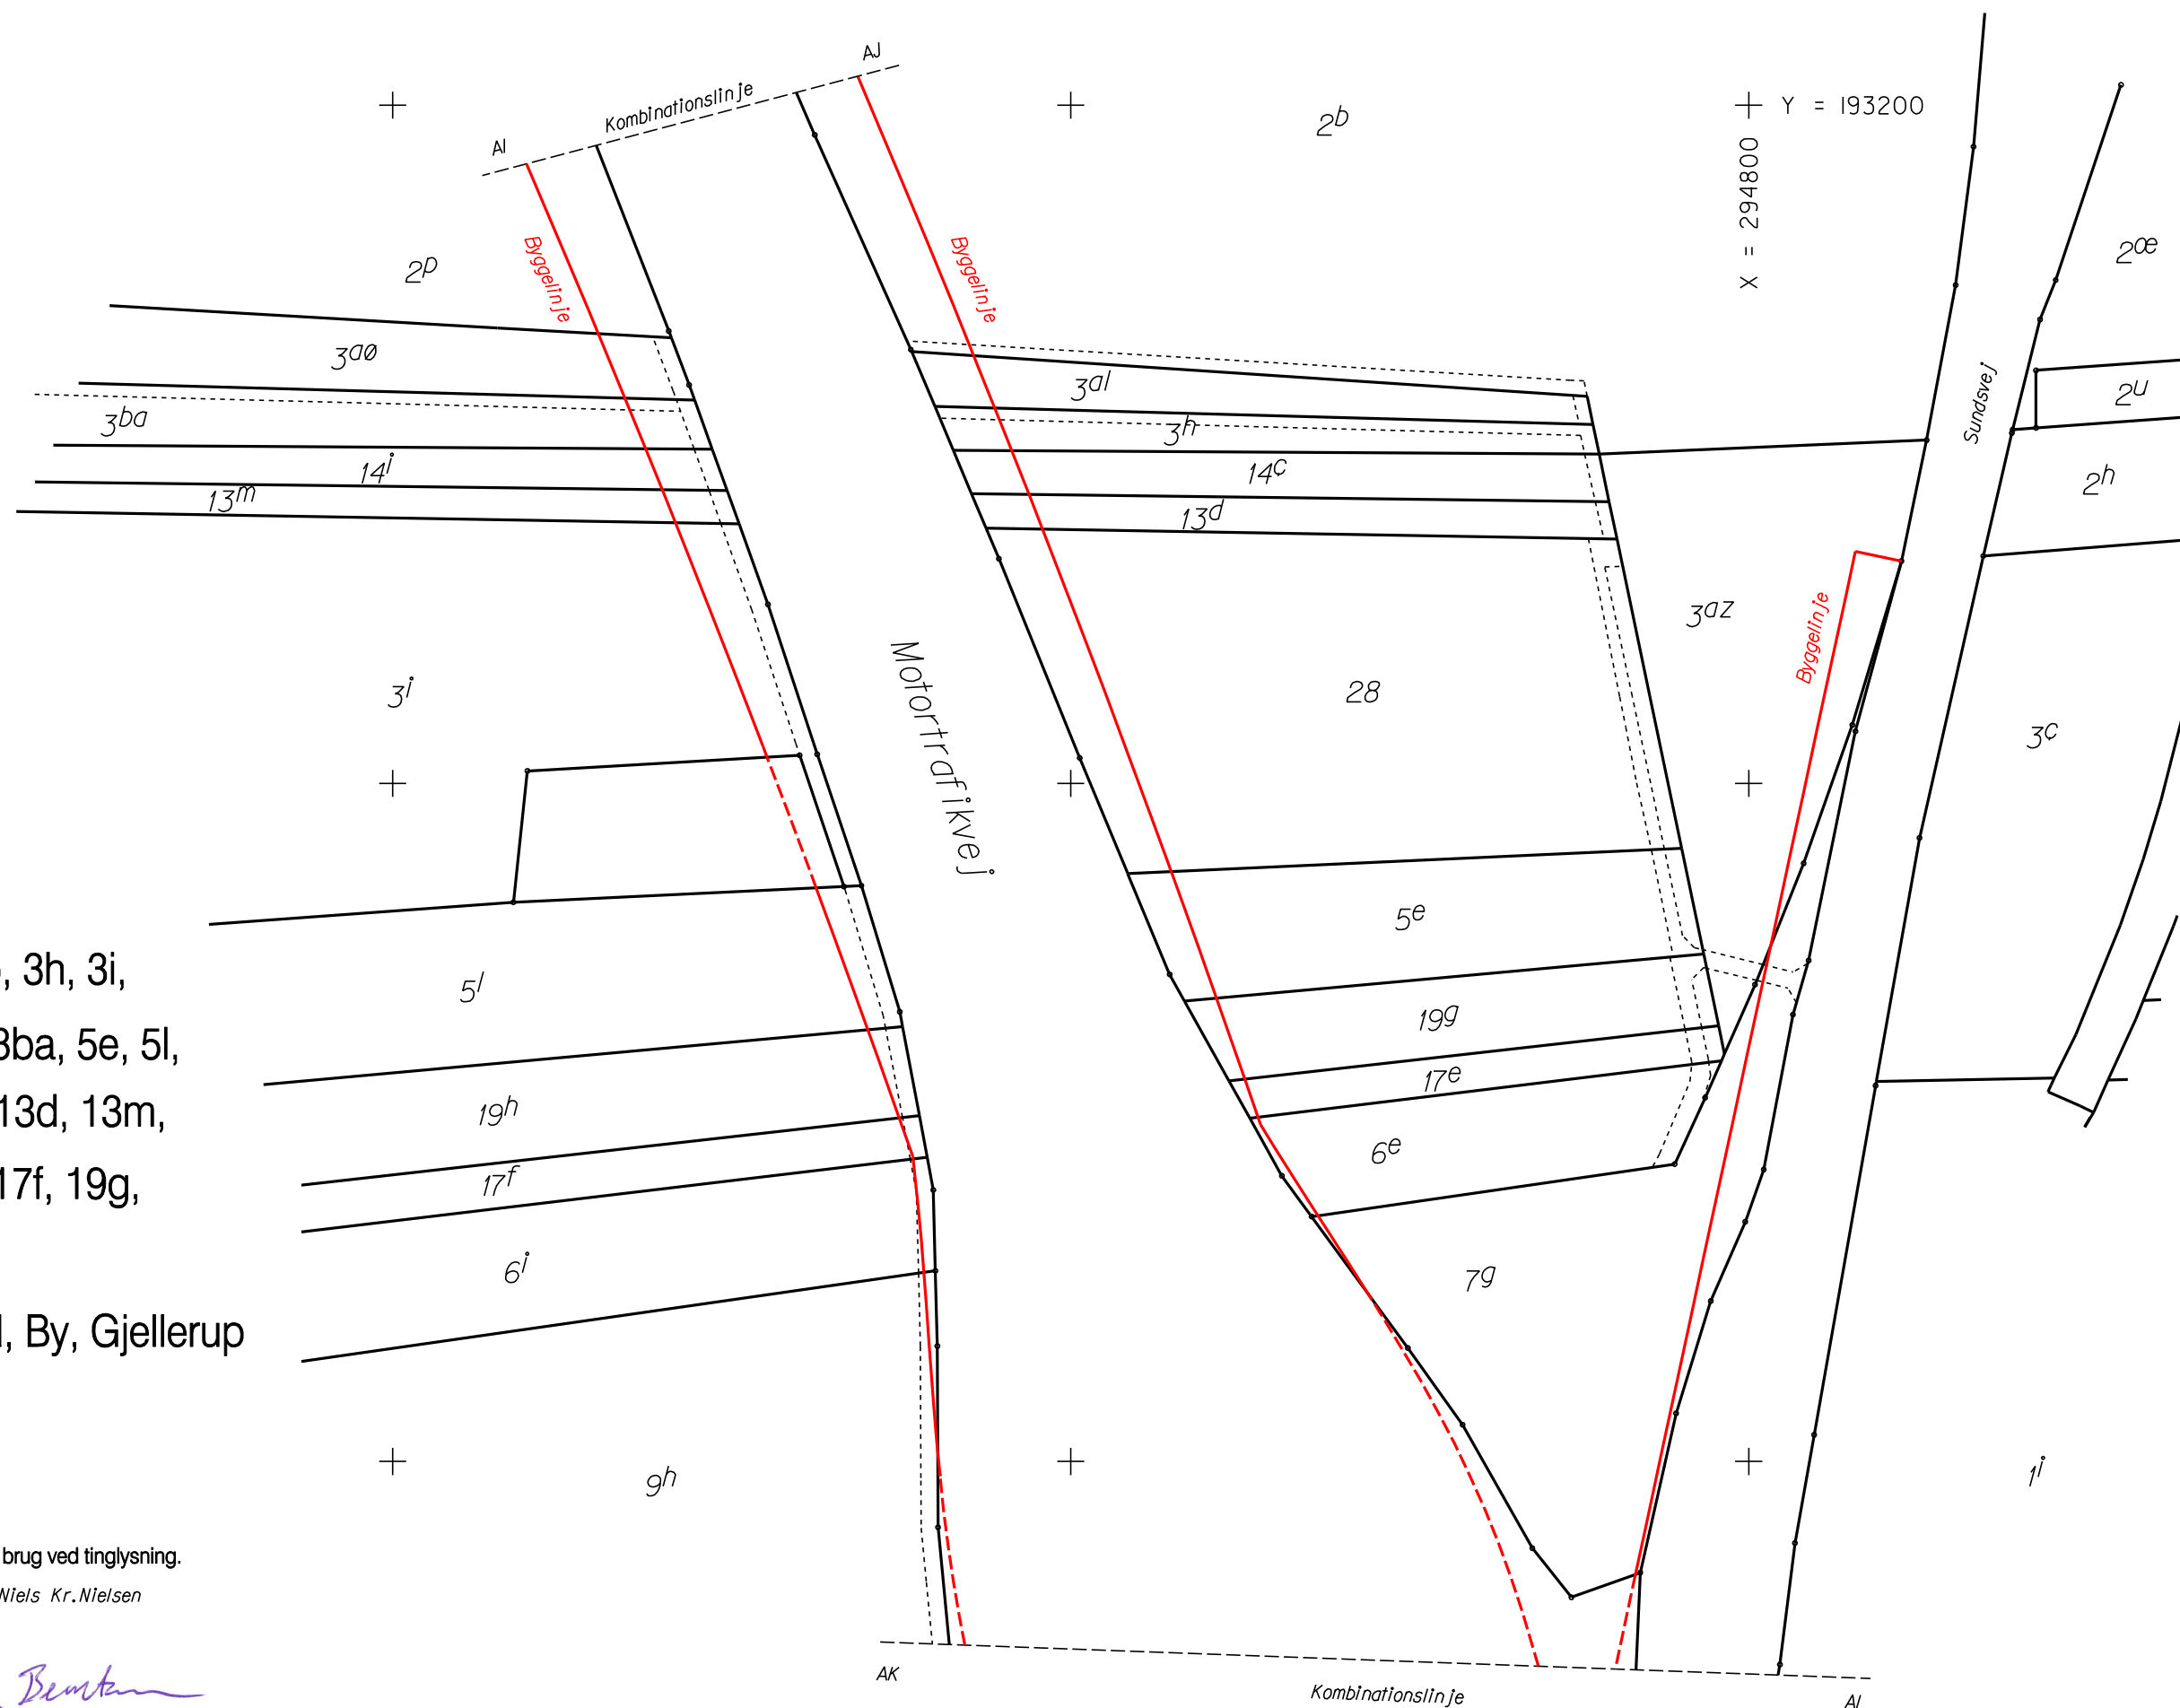 AJ
Kombinationslinje
AI
2b
Y = 193200
X = 294800
2æ
2p
Byggelinje
Byggelinje
3aø
3al
2u
Sundsvej
3ba
3h
14i
14c
2h
13m
13d
3az
Byggelinje
3i
Motortrafikvej
28
3c
5e
, 3h, 3i,
5l
19g
3ba, 5e, 5l,
17e
13d, 13m,
19h
6e
17f, 19g,
17f
6i
7g
, By, Gjellerup
9h
1i
brug ved tinglysning.
Niels Kr.Nielsen
AK
Kombinationslinje